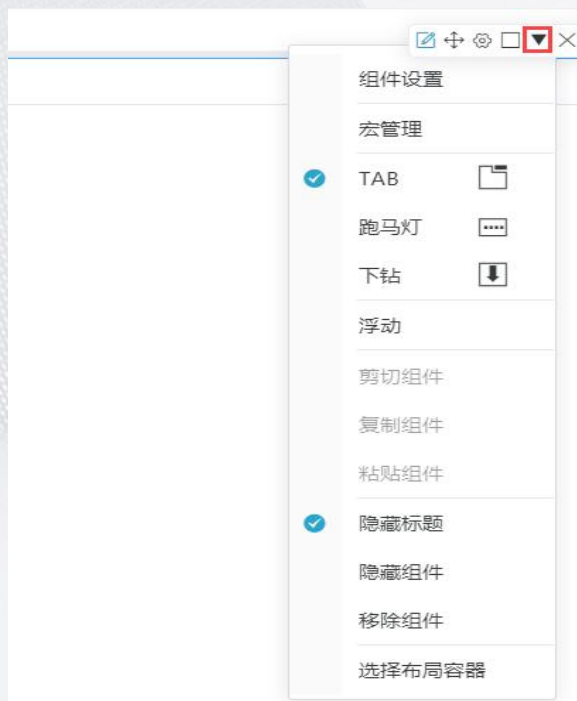 组件设置
宏管理
TAB
跑马灯
下钻
浮动
剪切组件
复制组件
粘贴组件
隐藏标题
隐藏组件
移除组件
选择布局容器